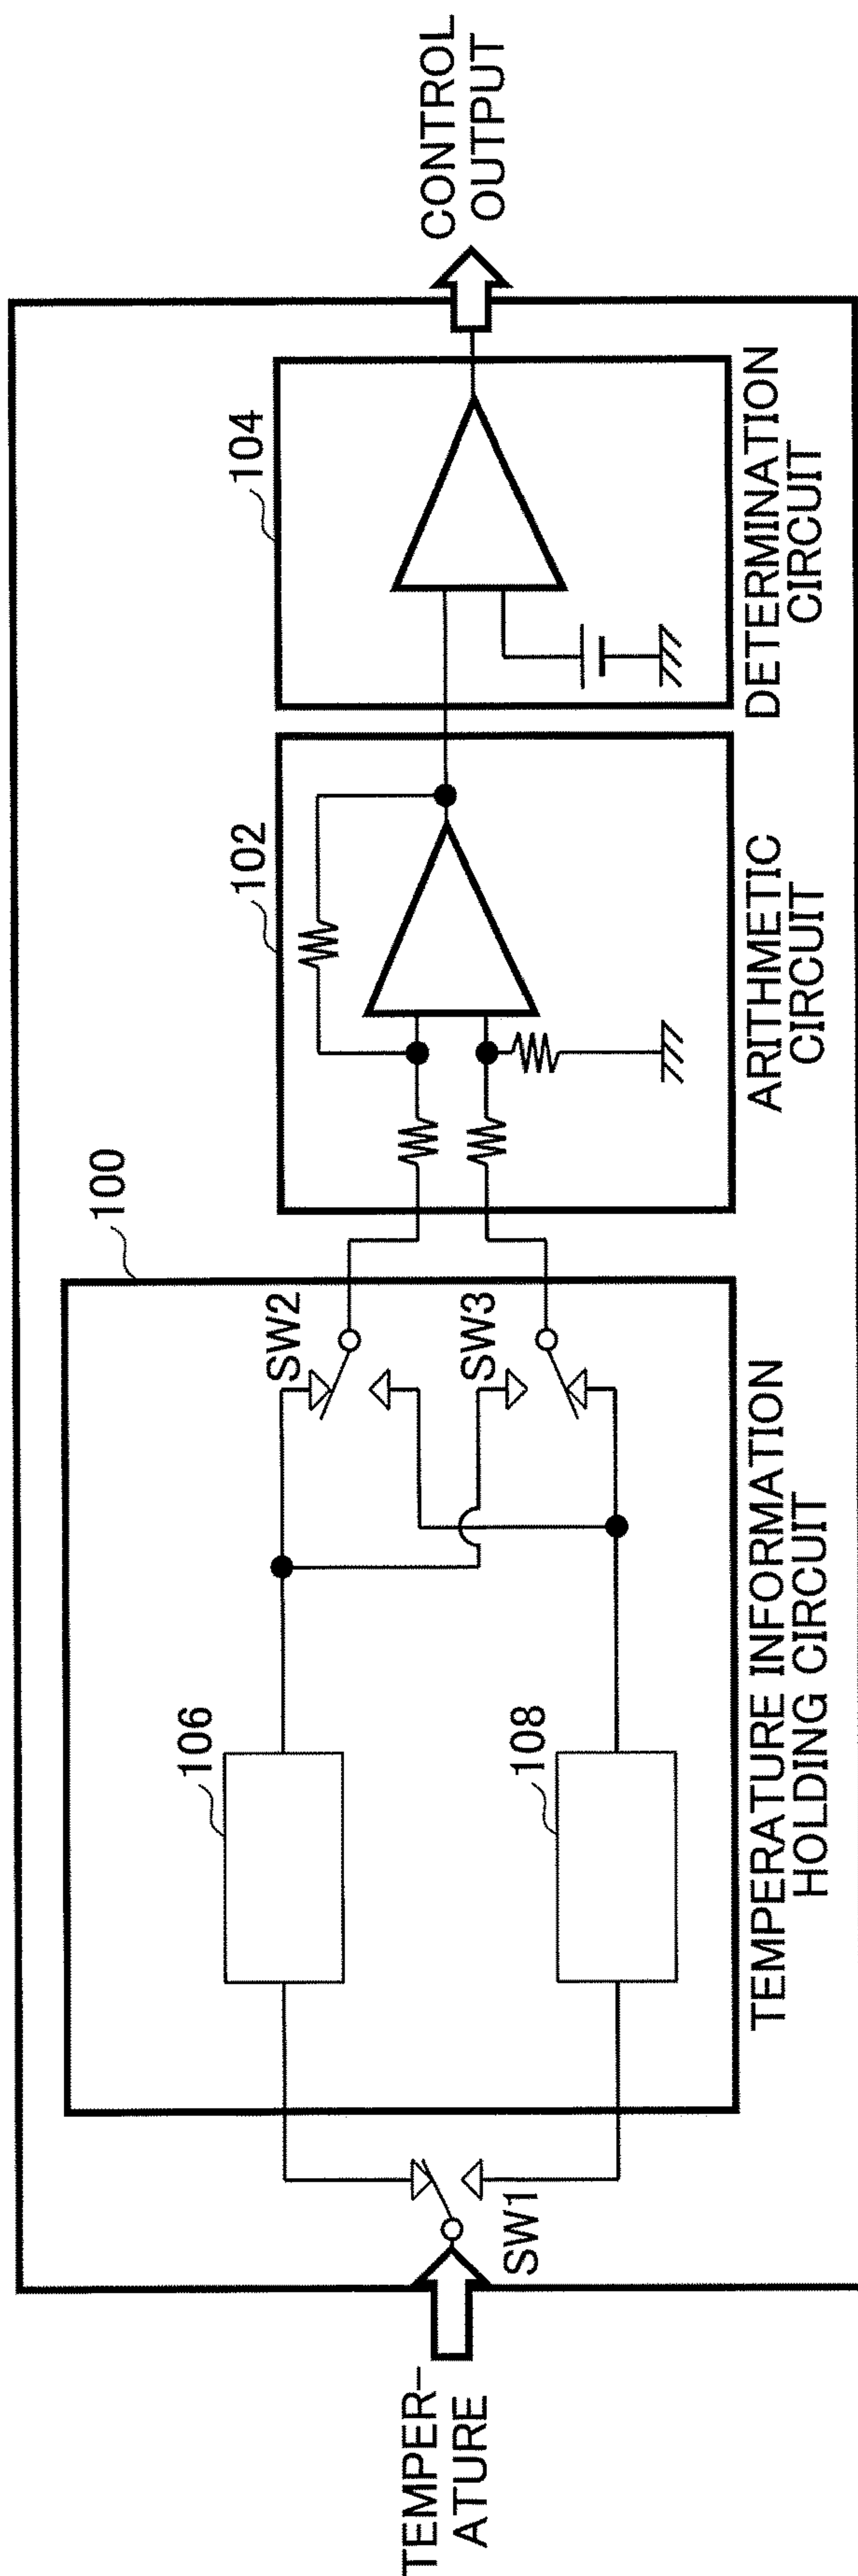 TEMPER-
ATURE
SW1
100
106
108
SW2
SW3
TEMPERATURE INFORMATION
HOLDING CIRCUIT
102
ARITHMETIC
CIRCUIT
104
DETERMINATION
CIRCUIT
CONTROL
OUTPUT